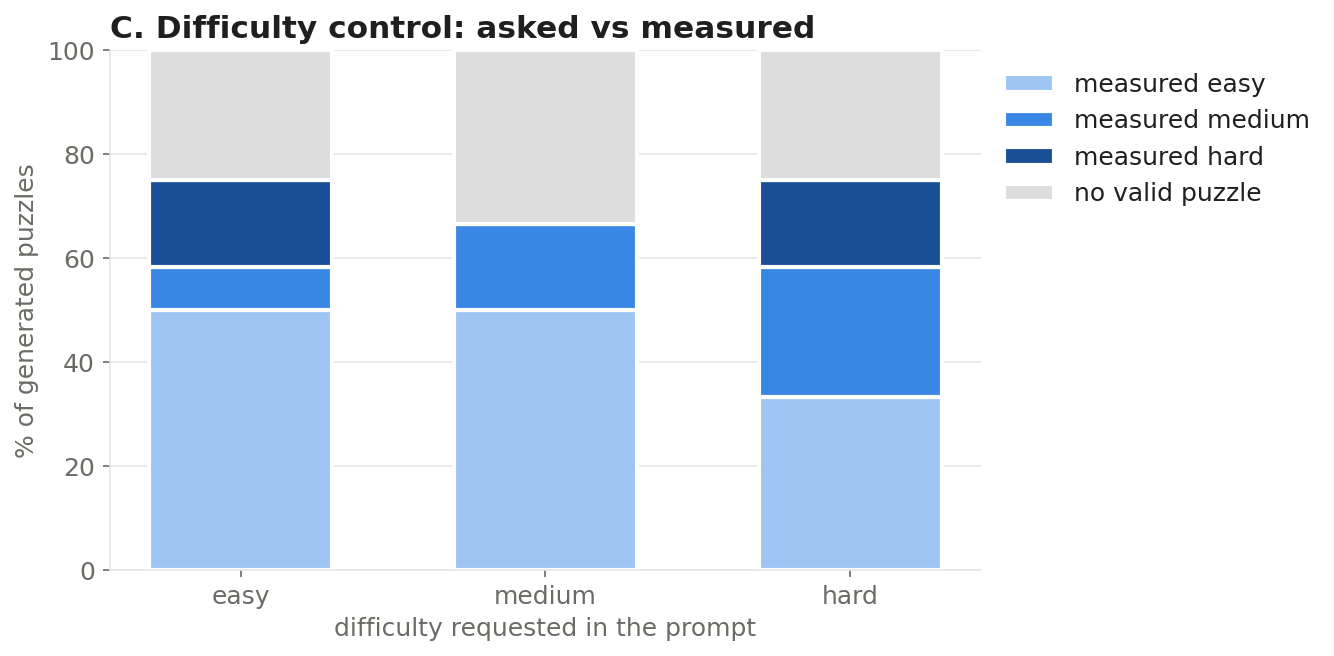 C. Difficulty control: asked vs measured
100
80
60
40
20
0
% of generated puzzles
easy
medium
hard
difficulty requested in the prompt
measured easy
measured medium
measured hard
no valid puzzle